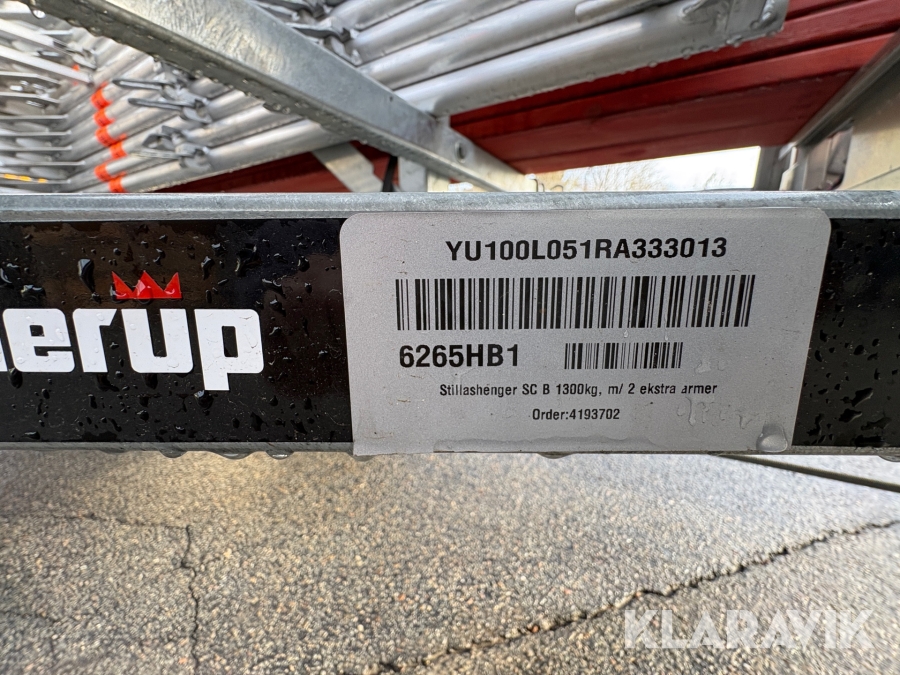 YU100L051RA333013
6265HB1
Stillashenger SC B 1300kg, m/ 2 ekstra armer
Order:4193702
erup
KLARAVIK